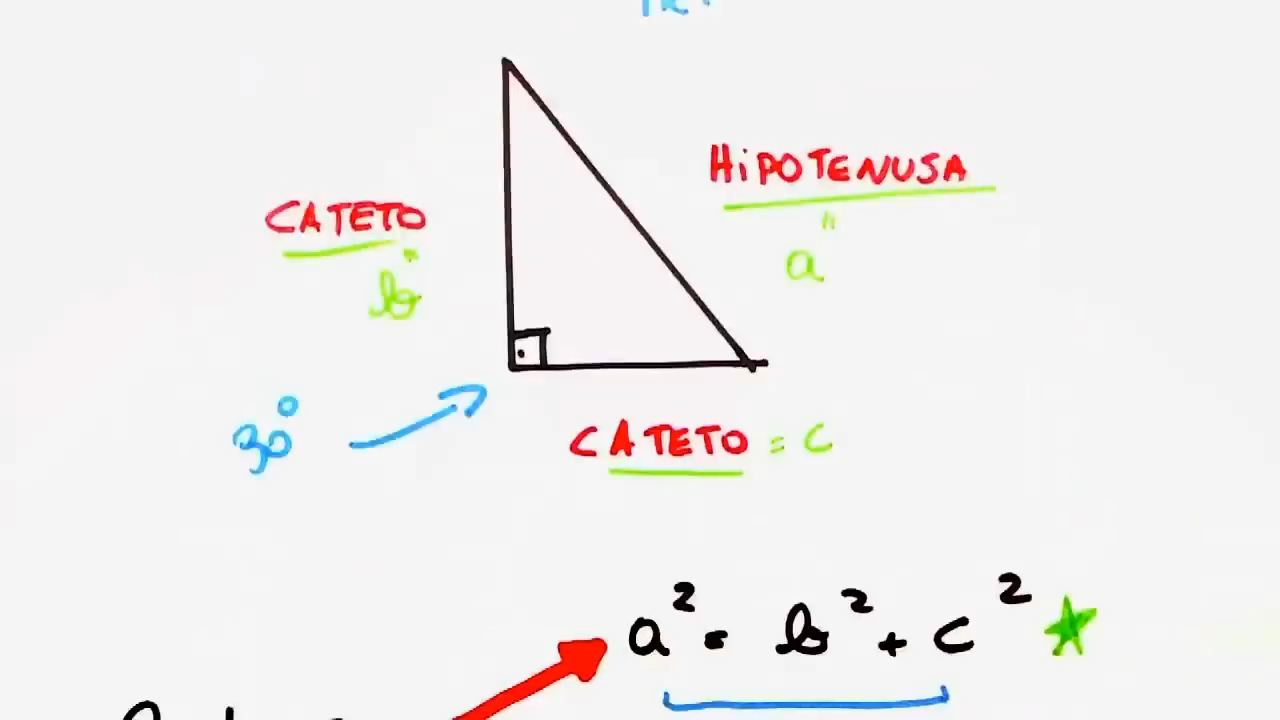 HiPOTENUSA
CATETO
"a"
"b"
30°
CATETO = C
a² = b² + c²